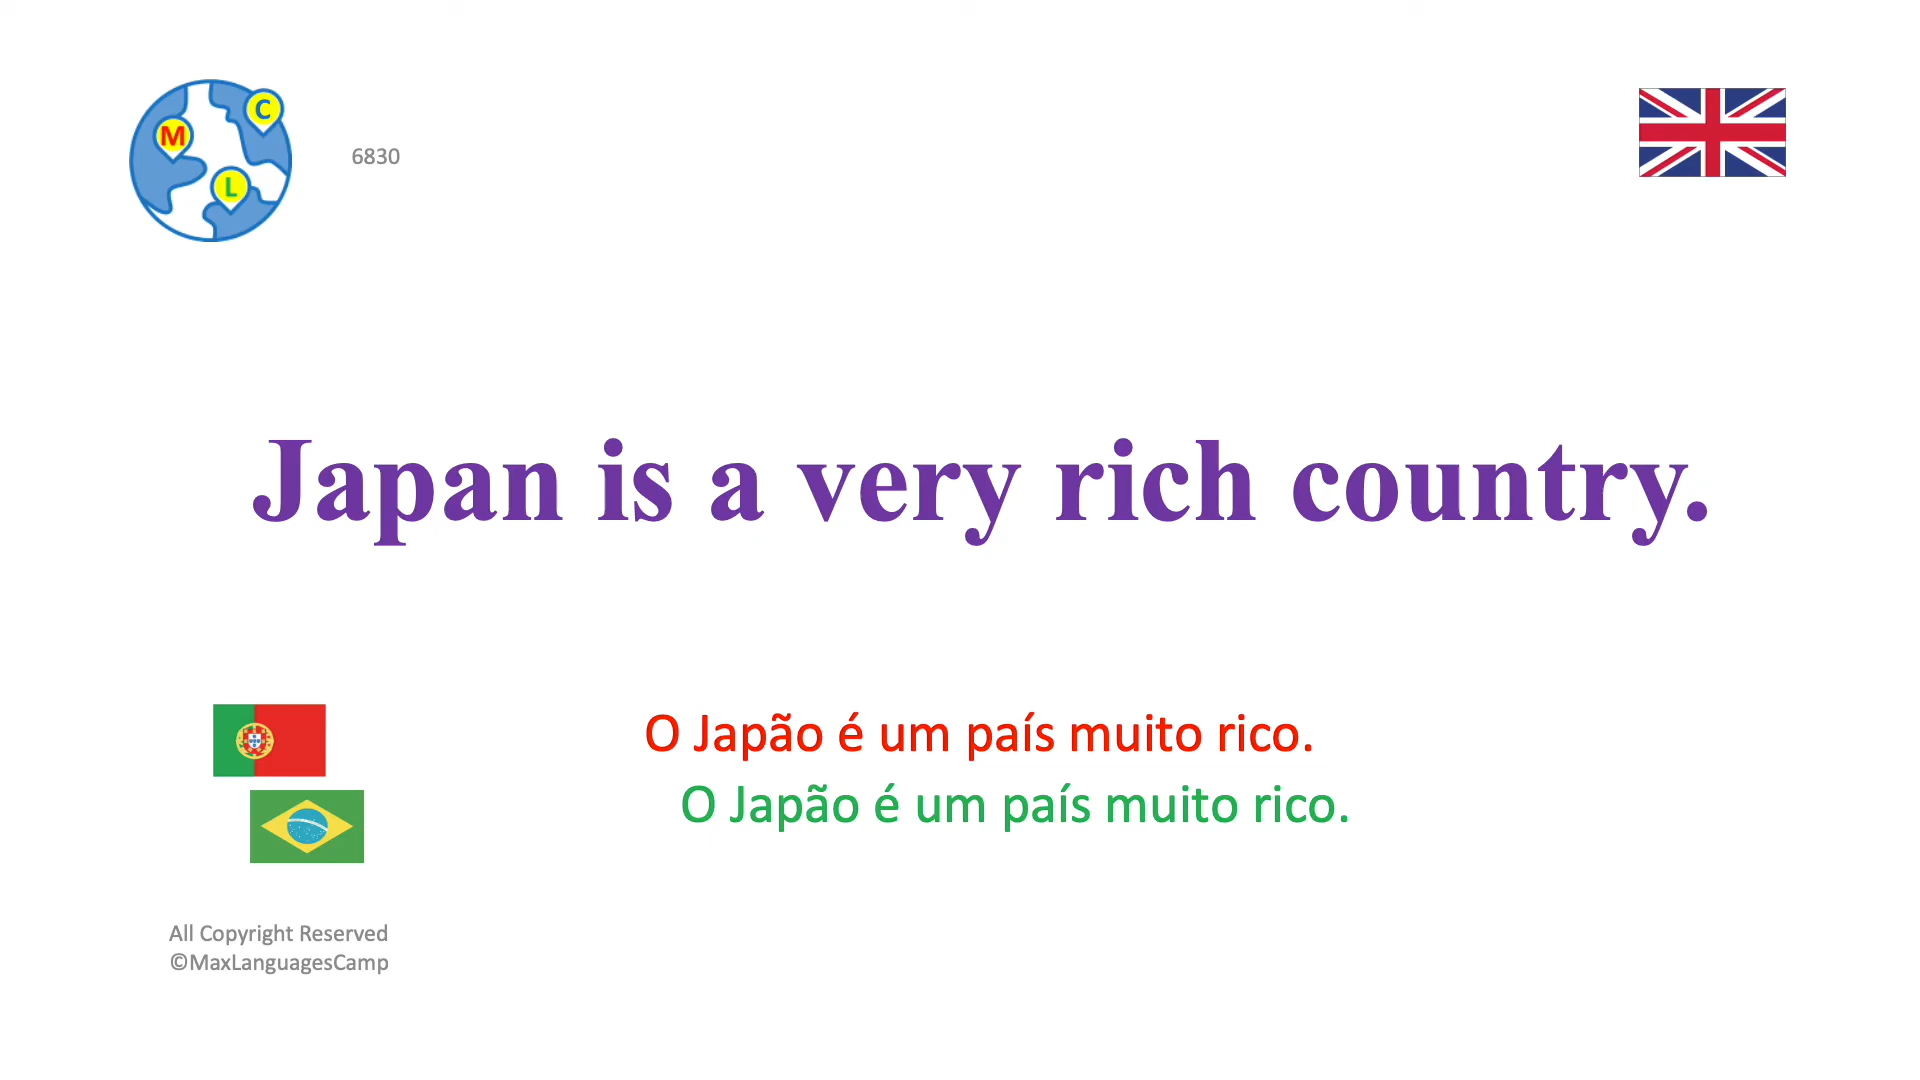 M
C
L
6830
Japan is a very rich country.
O Japão é um país muito rico.
O Japão é um país muito rico.
All Copyright Reserved
©MaxLanguagesCamp